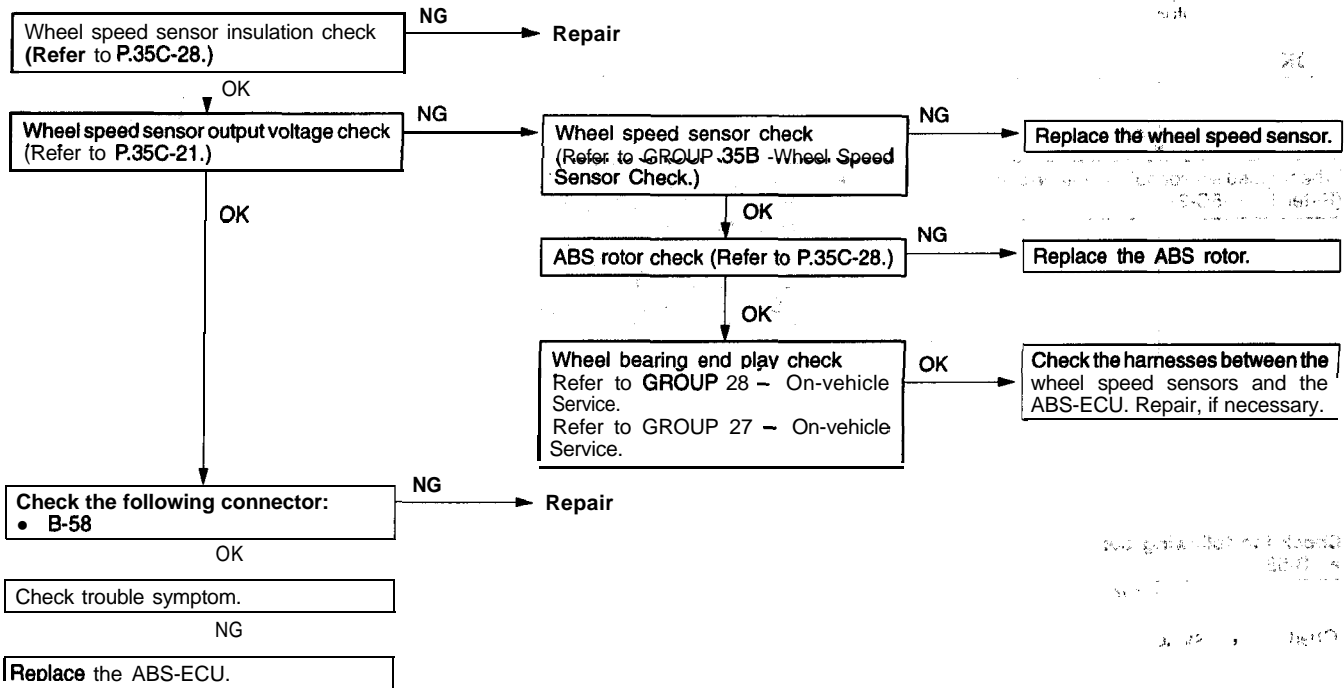 Wheel speed sensor insulation check
(Refer to P.35C-28.)
NG
Repair
OK
Wheel speed sensor output voltage check
(Refer to P.35C-21.)
NG
Wheel speed sensor check
(Refer to GROUP 35B -Wheel Speed
Sensor Check.)
NG
Replace the wheel speed sensor.
OK
OK
ABS rotor check (Refer to P.35C-28.)
NG
Replace the ABS rotor.
OK
Wheel bearing end play check
Refer to GROUP 28 – On-vehicle
Service.
Refer to GROUP 27 – On-vehicle
Service.
OK
Check the harnesses between the
wheel speed sensors and the
ABS-ECU. Repair, if necessary.
Check the following connector:
• B-58
NG
Repair
OK
Check trouble symptom.
NG
Replace the ABS-ECU.